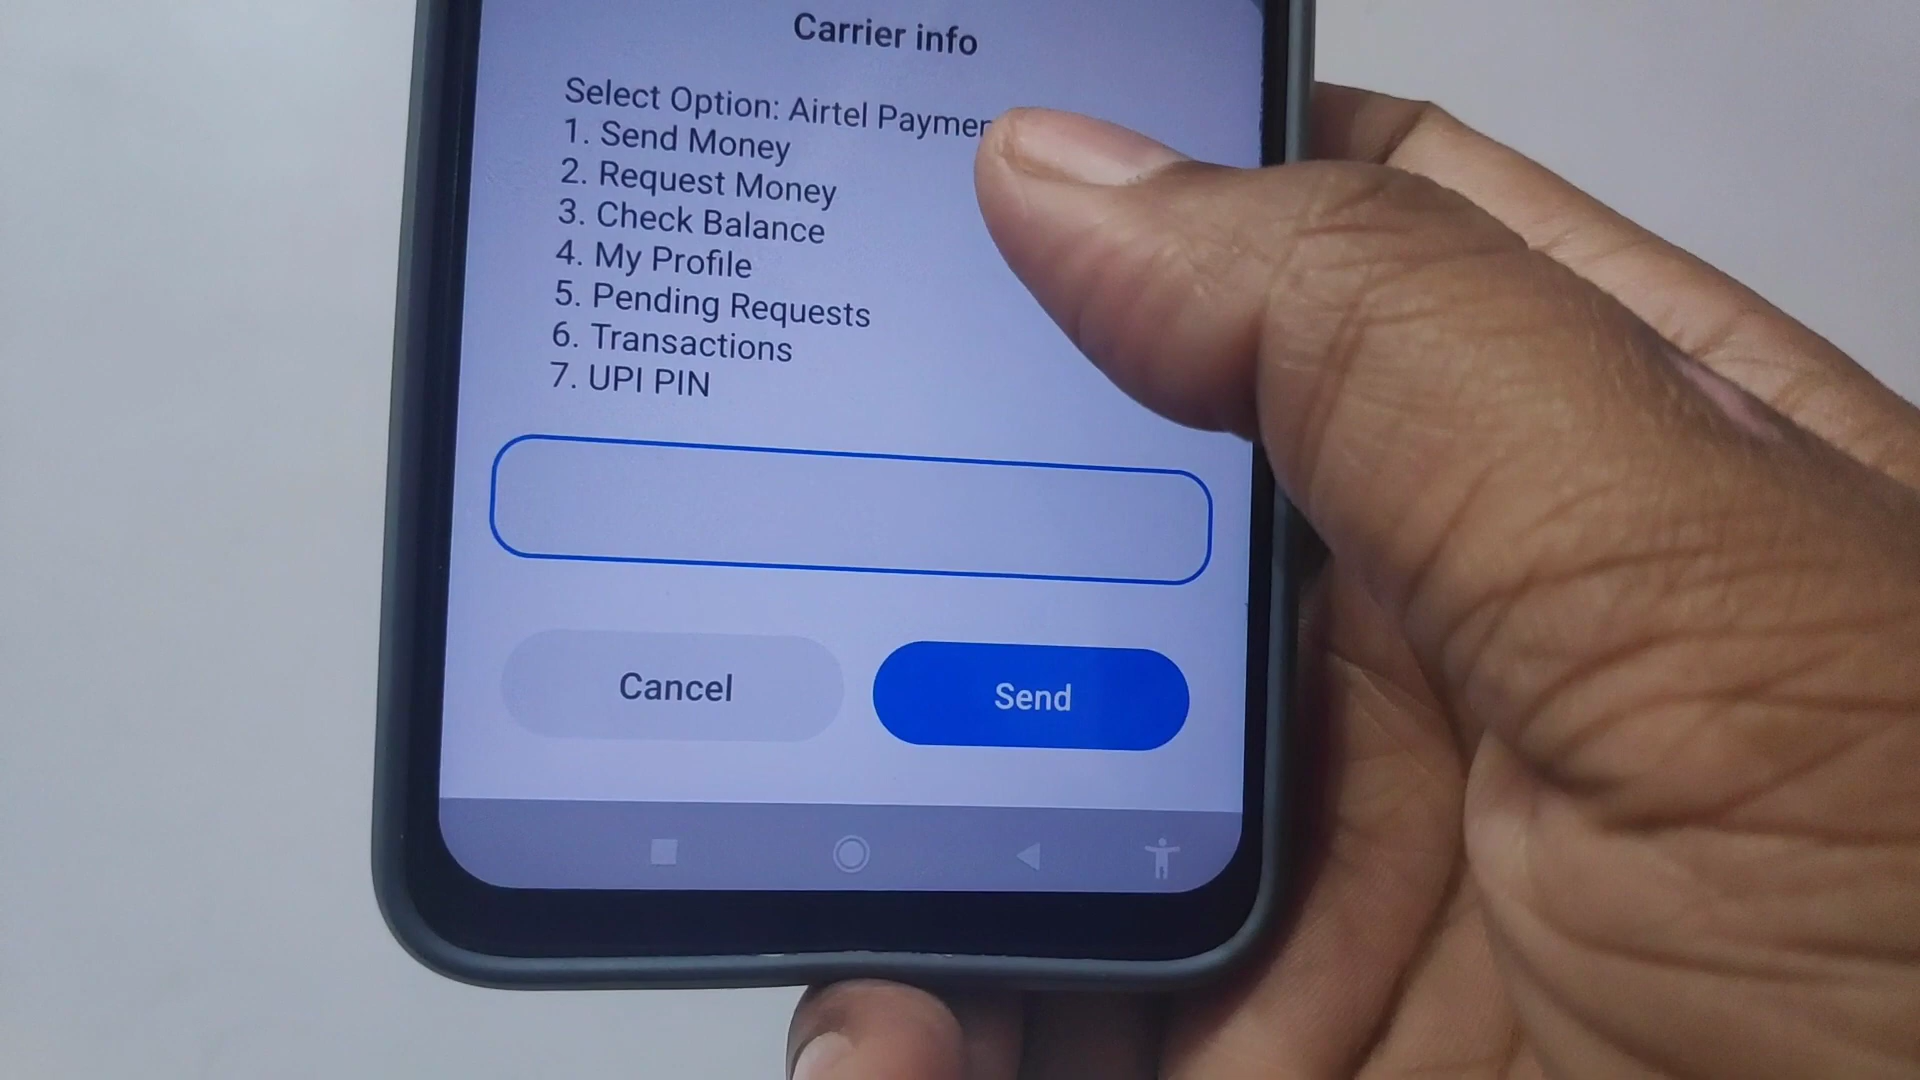 Carrier info
Select Option: Airtel
1. Send Money
2. Request Money
3. Check Balance
4. My Profile
5. Pending Requests
6. Transactions
7. UPI PIN
Cancel
Send